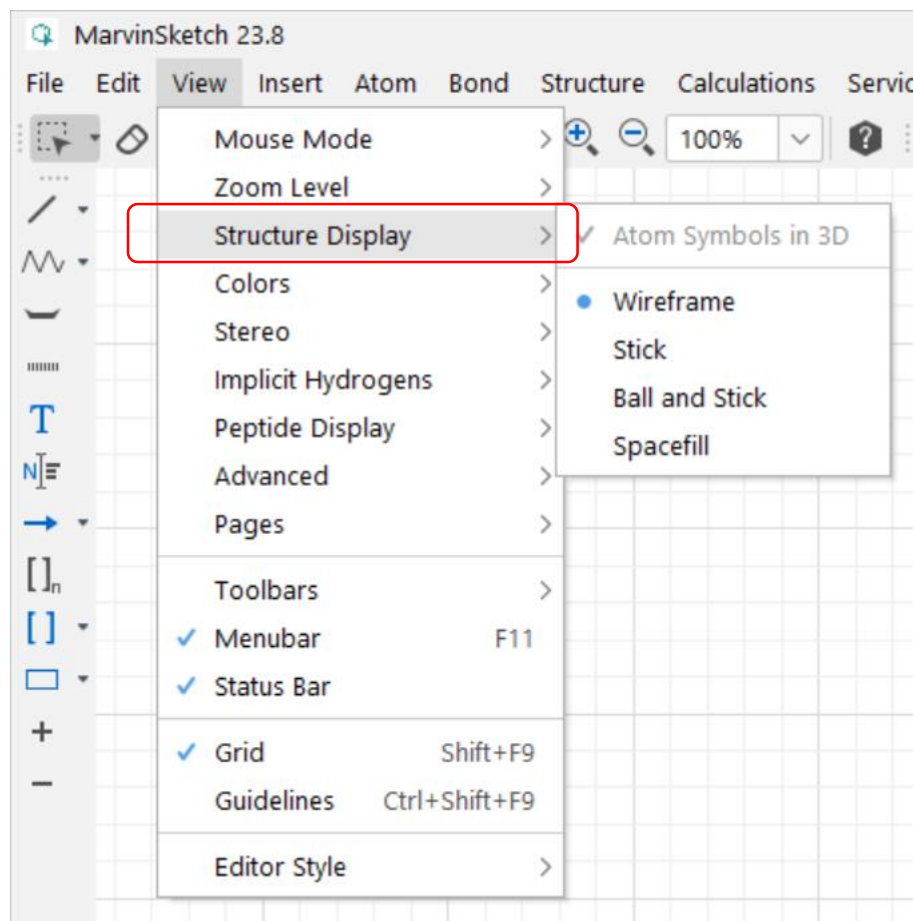 MarvinSketch 23.8
File Edit View Insert Atom Bond Structure Calculations Servic
100% ?
Mouse Mode
Zoom Level
Structure Display
Atom Symbols in 3D
Colors
Wireframe
Stereo
Stick
Implicit Hydrogens
Ball and Stick
Peptide Display
Spacefill
Advanced
Pages
Toolbars
Menubar F11
Status Bar
Grid Shift+F9
Guidelines Ctrl+Shift+F9
Editor Style
T
N
[ ]n
[ ]